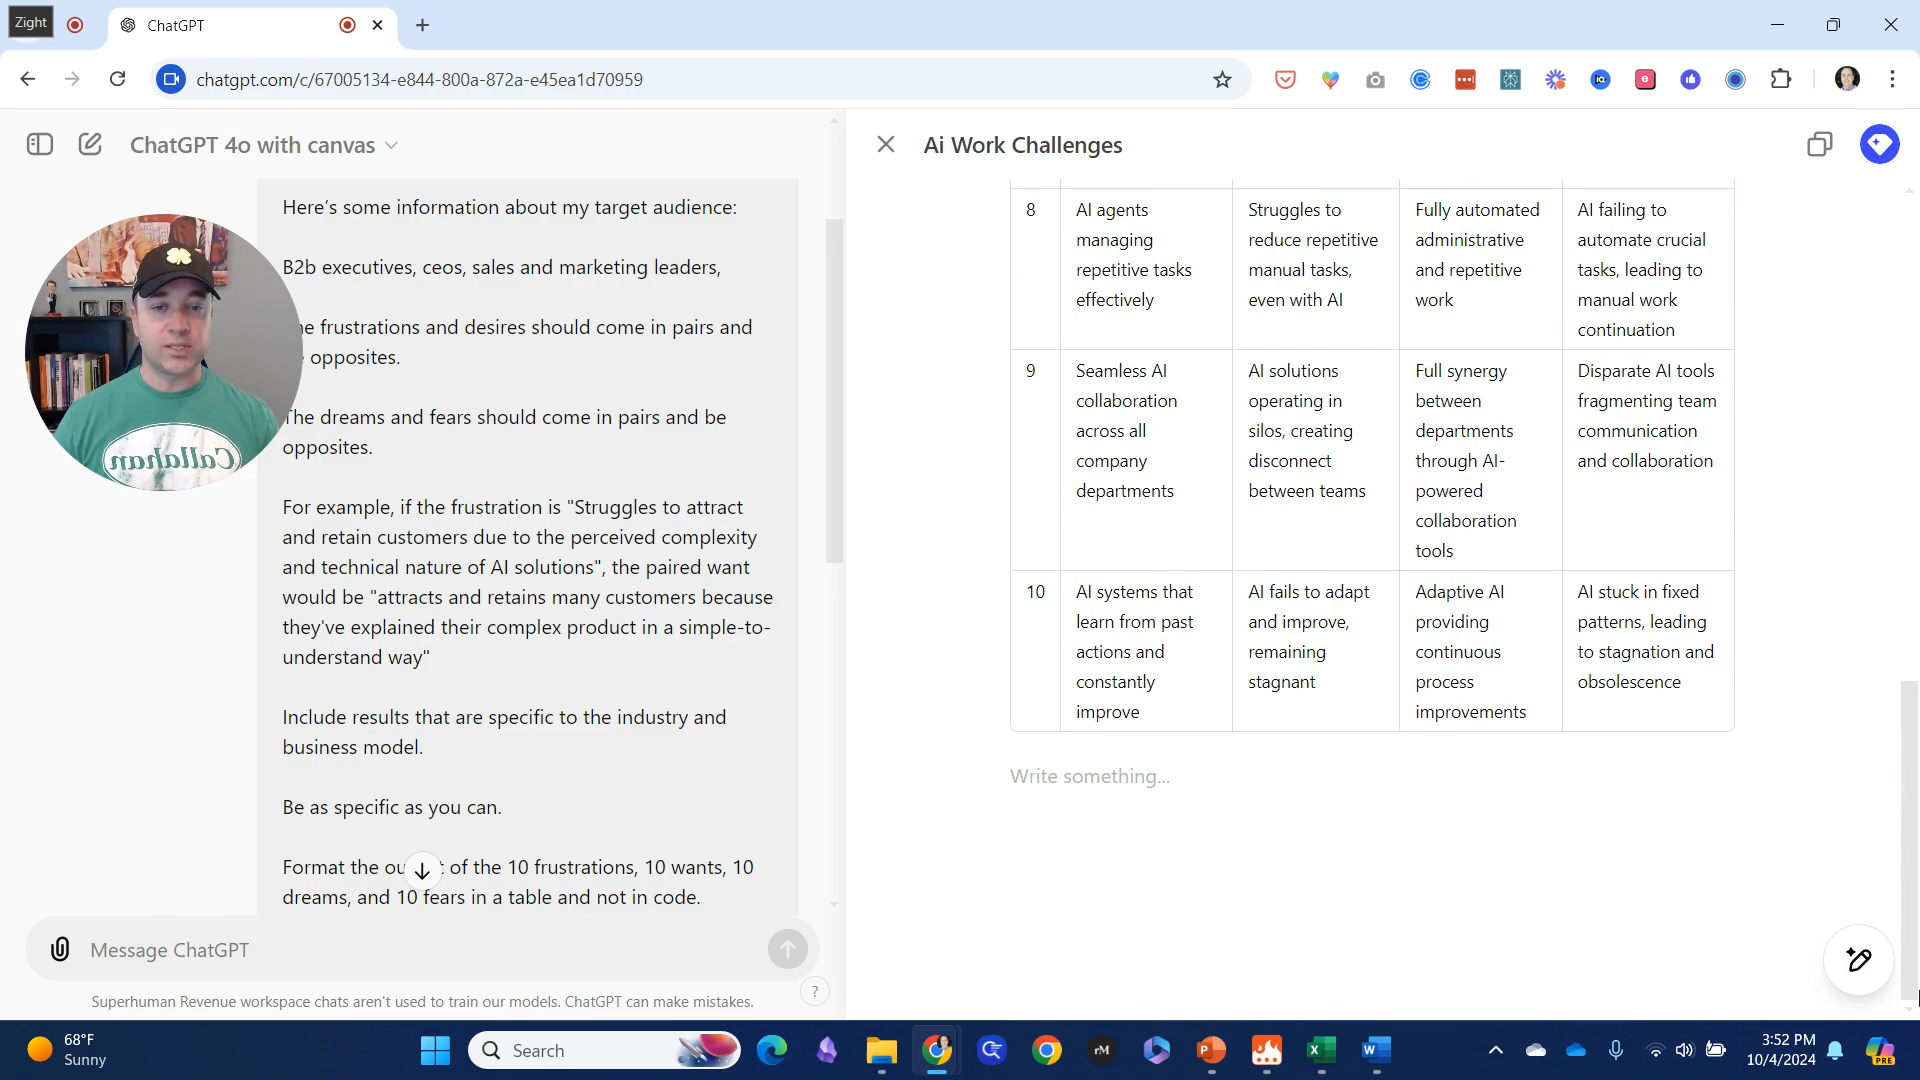 Zight
ChatGPT
chatgpt.com/c/67005134-e844-800a-872a-e45ea1d70959
ChatGPT 4o with canvas
Here's some information about my target audience:
B2b executives, ceos, sales and marketing leaders,
frustrations and desires should come in pairs and
opposites.
The dreams and fears should come in pairs and be
opposites.
For example, if the frustration is "Struggles to attract
and retain customers due to the perceived complexity
and technical nature of AI solutions", the paired want
would be "attracts and retains many customers because
they've explained their complex product in a simple-to-
understand way"
Include results that are specific to the industry and
business model.
Be as specific as you can.
Format the of the 10 frustrations, 10 wants, 10
dreams, and 10 fears in a table and not in code.
Message ChatGPT
Superhuman Revenue workspace chats aren't used to train our models. ChatGPT can make mistakes.
?
Callahan
Ai Work Challenges
8
AI agents
managing
repetitive tasks
effectively
Struggles to
reduce repetitive
manual tasks,
even with AI
Fully automated
administrative
and repetitive
work
AI failing to
automate crucial
tasks, leading to
manual work
continuation
9
Seamless AI
collaboration
across all
company
departments
AI solutions
operating in
silos, creating
disconnect
between teams
Full synergy
between
departments
through AI-
powered
collaboration
tools
Disparate AI tools
fragmenting team
communication
and collaboration
10
AI systems that
learn from past
actions and
constantly
improve
AI fails to adapt
and improve,
remaining
stagnant
Adaptive AI
providing
continuous
process
improvements
AI stuck in fixed
patterns, leading
to stagnation and
obsolescence
Write something...
68°F
Sunny
Search
rM
3:52 PM
10/4/2024
PRE